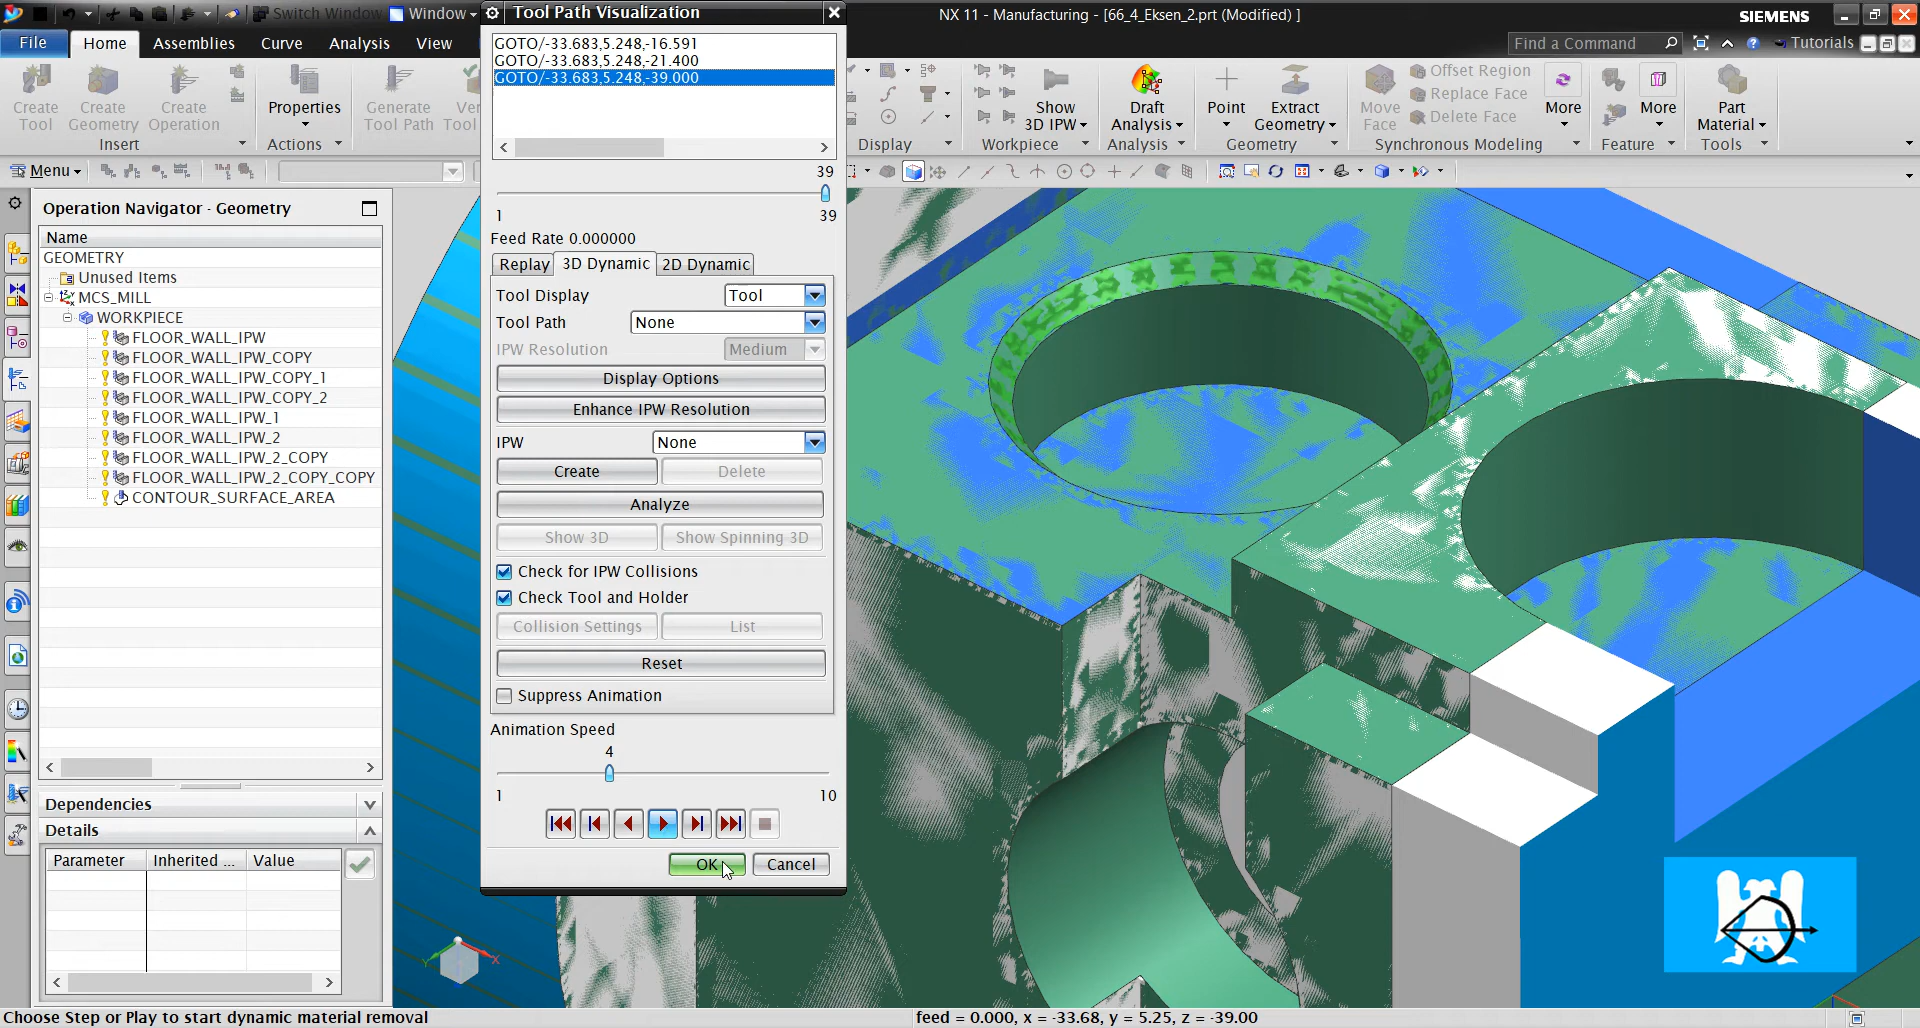 Switch Window
Window
Tool Path Visualization
NX 11 - Manufacturing - [66_4_Eksen_2.prt (Modified) ]
SIEMENS
File
Home
Assemblies
Curve
Analysis
View
Find a Command
Tutorials
Create Tool
Create Geometry
Create Operation
Properties
Generate Tool Path
Insert
Actions
Show 3D IPW
Draft Analysis
Point
Extract Geometry
Move Face
Offset Region
Replace Face
Delete Face
More
More
Part Material
Display
Workpiece
Analysis
Geometry
Synchronous Modeling
Feature
Tools
Menu
GOTO/-33.683,5.248,-16.591
GOTO/-33.683,5.248,-21.400
GOTO/-33.683,5.248,-39.000
39
1
39
Feed Rate 0.000000
Replay
3D Dynamic
2D Dynamic
Tool Display
Tool
Tool Path
None
IPW Resolution
Medium
Display Options
Enhance IPW Resolution
IPW
None
Create
Delete
Analyze
Show 3D
Show Spinning 3D
Check for IPW Collisions
Check Tool and Holder
Collision Settings
List
Reset
Suppress Animation
Animation Speed
4
1
10
OK
Cancel
Operation Navigator - Geometry
Name
GEOMETRY
Unused Items
MCS_MILL
WORKPIECE
FLOOR_WALL_IPW
FLOOR_WALL_IPW_COPY
FLOOR_WALL_IPW_COPY_1
FLOOR_WALL_IPW_COPY_2
FLOOR_WALL_IPW_1
FLOOR_WALL_IPW_2
FLOOR_WALL_IPW_2_COPY
FLOOR_WALL_IPW_2_COPY_COPY
CONTOUR_SURFACE_AREA
Dependencies
Details
Parameter
Inherited ...
Value
X
Y
Choose Step or Play to start dynamic material removal
feed = 0.000, x = -33.68, y = 5.25, z = -39.00